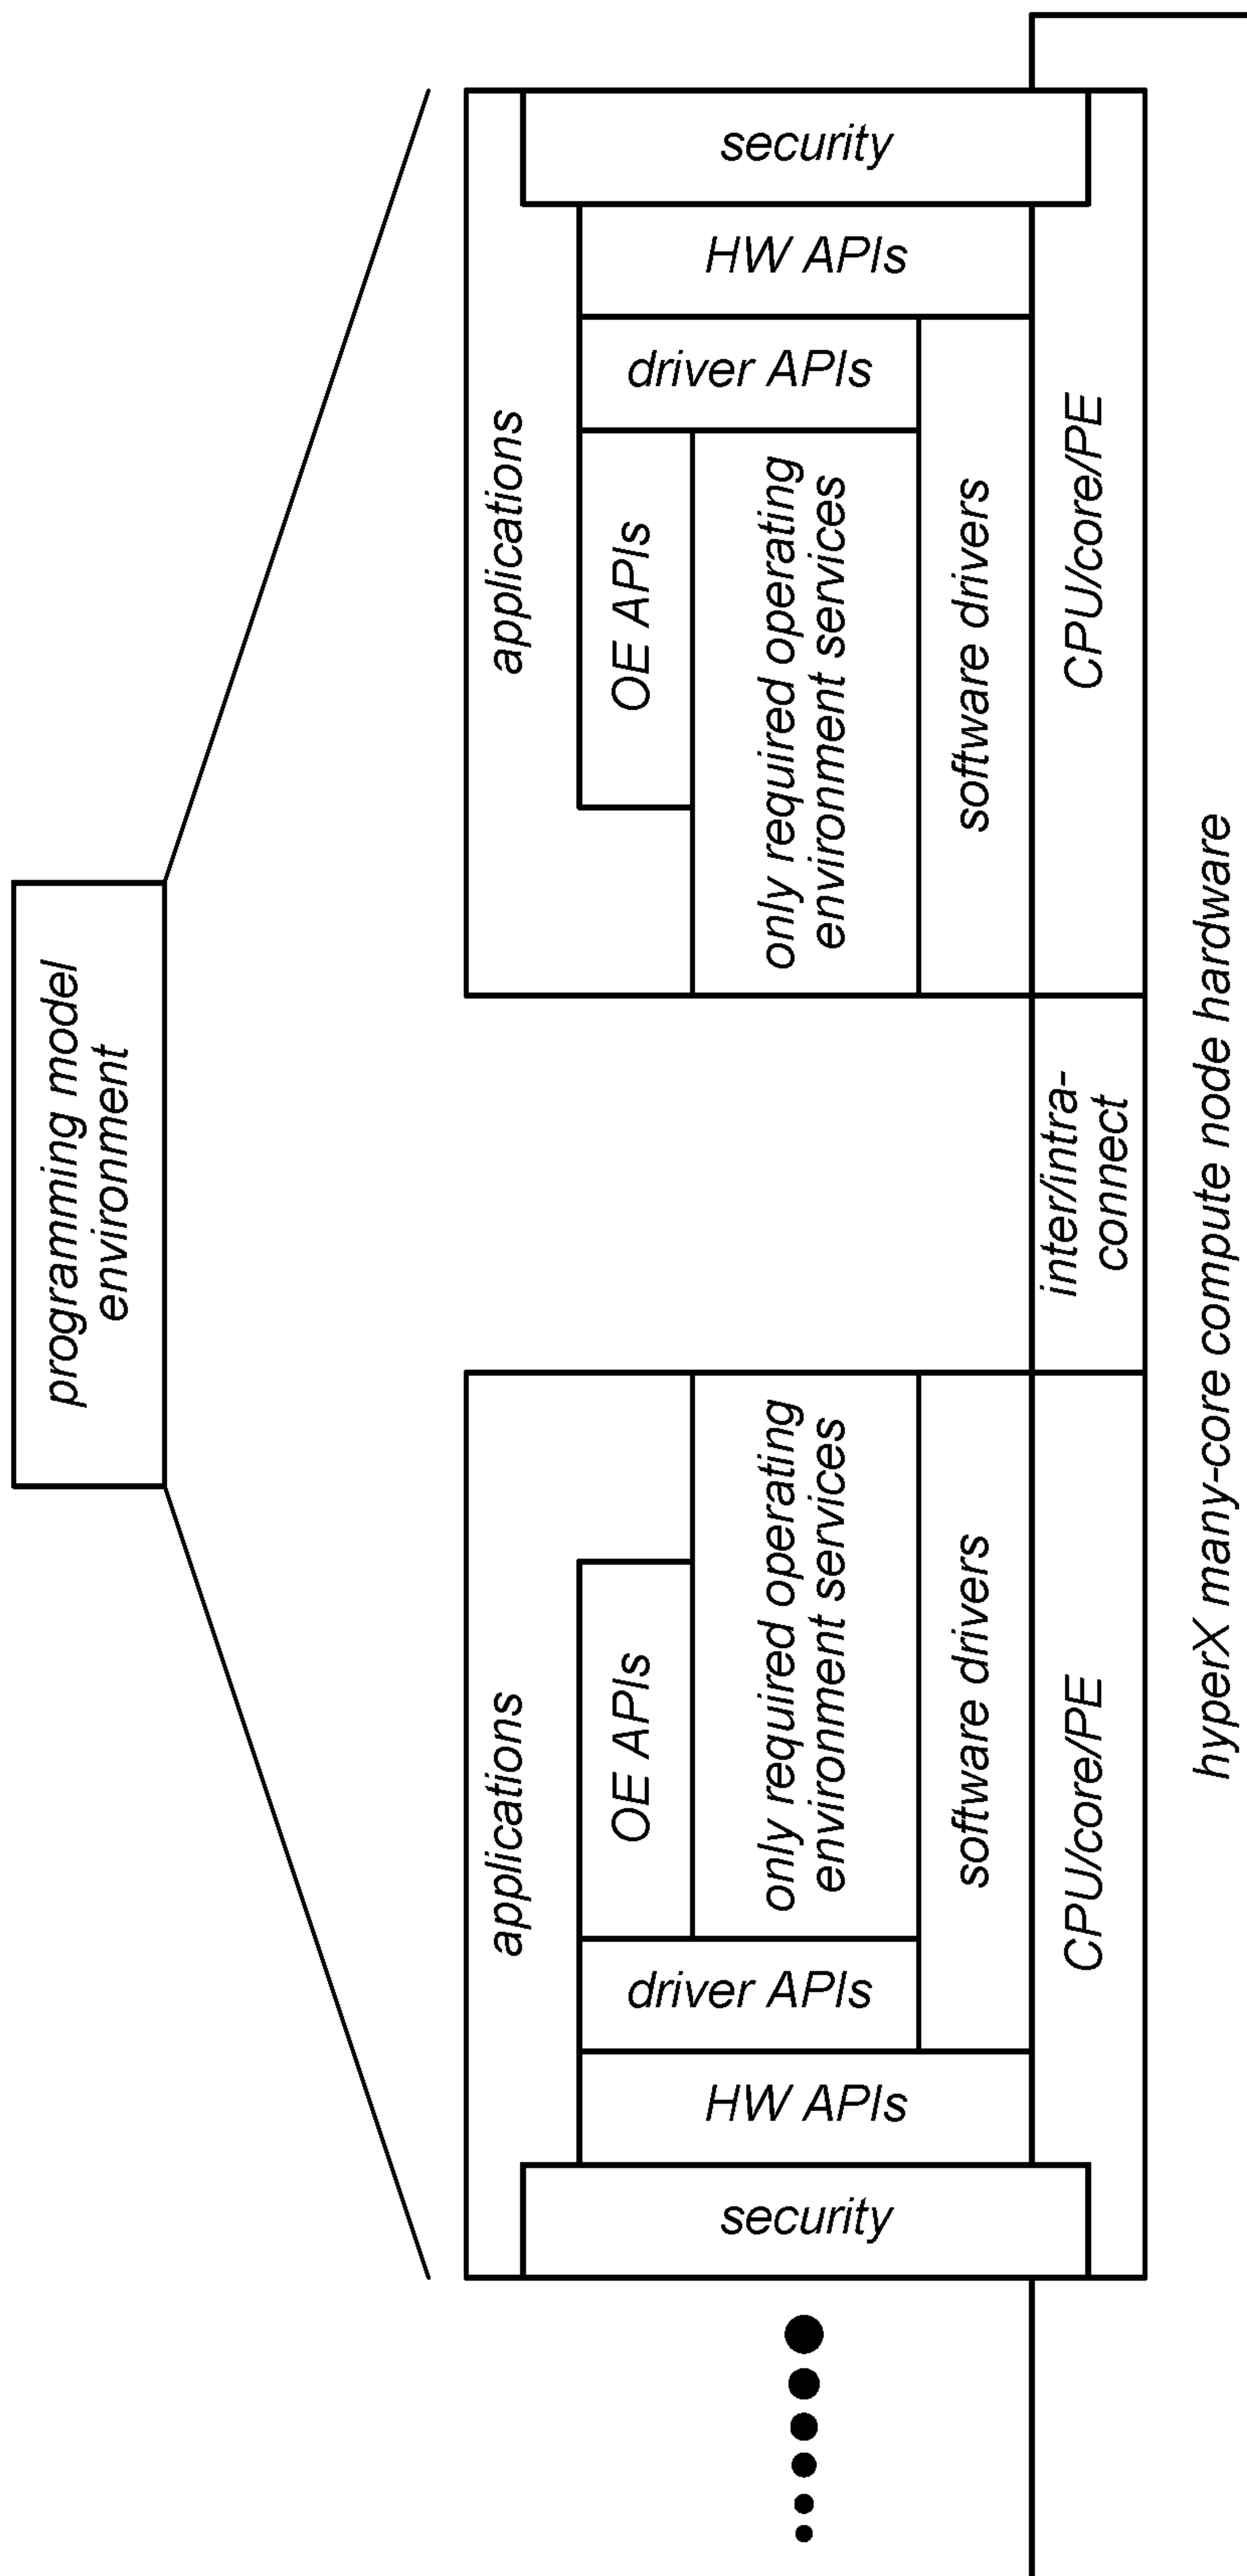 programming model
environment
applications
security
HW APIs
driver APIs
OE APIs
only required operating
environment services
software drivers
CPU/core/PE
inter/intra-
connect
applications
OE APIs
only required operating
environment services
driver APIs
HW APIs
security
software drivers
CPU/core/PE
hyperX many-core compute node hardware